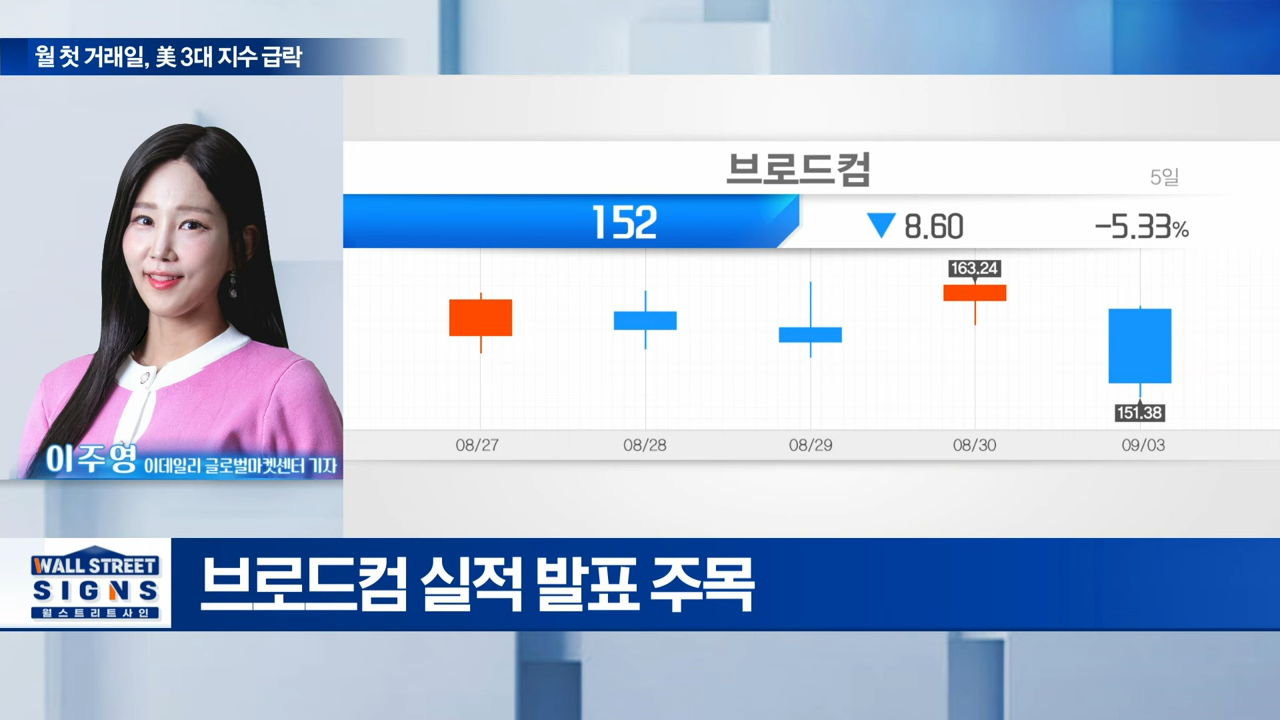 월 첫 거래일, 美 3대 지수 급락
브로드컴
5일
152 ▼ 8.60 -5.33%
163.24
151.38
08/27 08/28 08/29 08/30 09/03
이주영 이데일리 글로벌마켓센터 기자
WALL STREET
SIGNS
월스트리트사인
브로드컴 실적 발표 주목